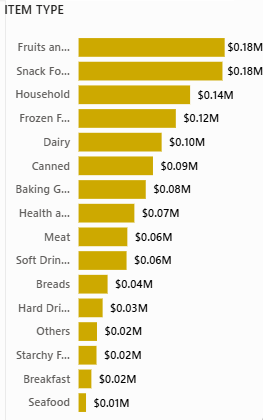 ITEM TYPE
Fruits an... $0.18M
Snack Fo... $0.18M
Household $0.14M
Frozen F... $0.12M
Dairy $0.10M
Canned $0.09M
Baking G... $0.08M
Health a... $0.07M
Meat $0.06M
Soft Drin... $0.06M
Breads $0.04M
Hard Dri... $0.03M
Others $0.02M
Starchy F... $0.02M
Breakfast $0.02M
Seafood $0.01M